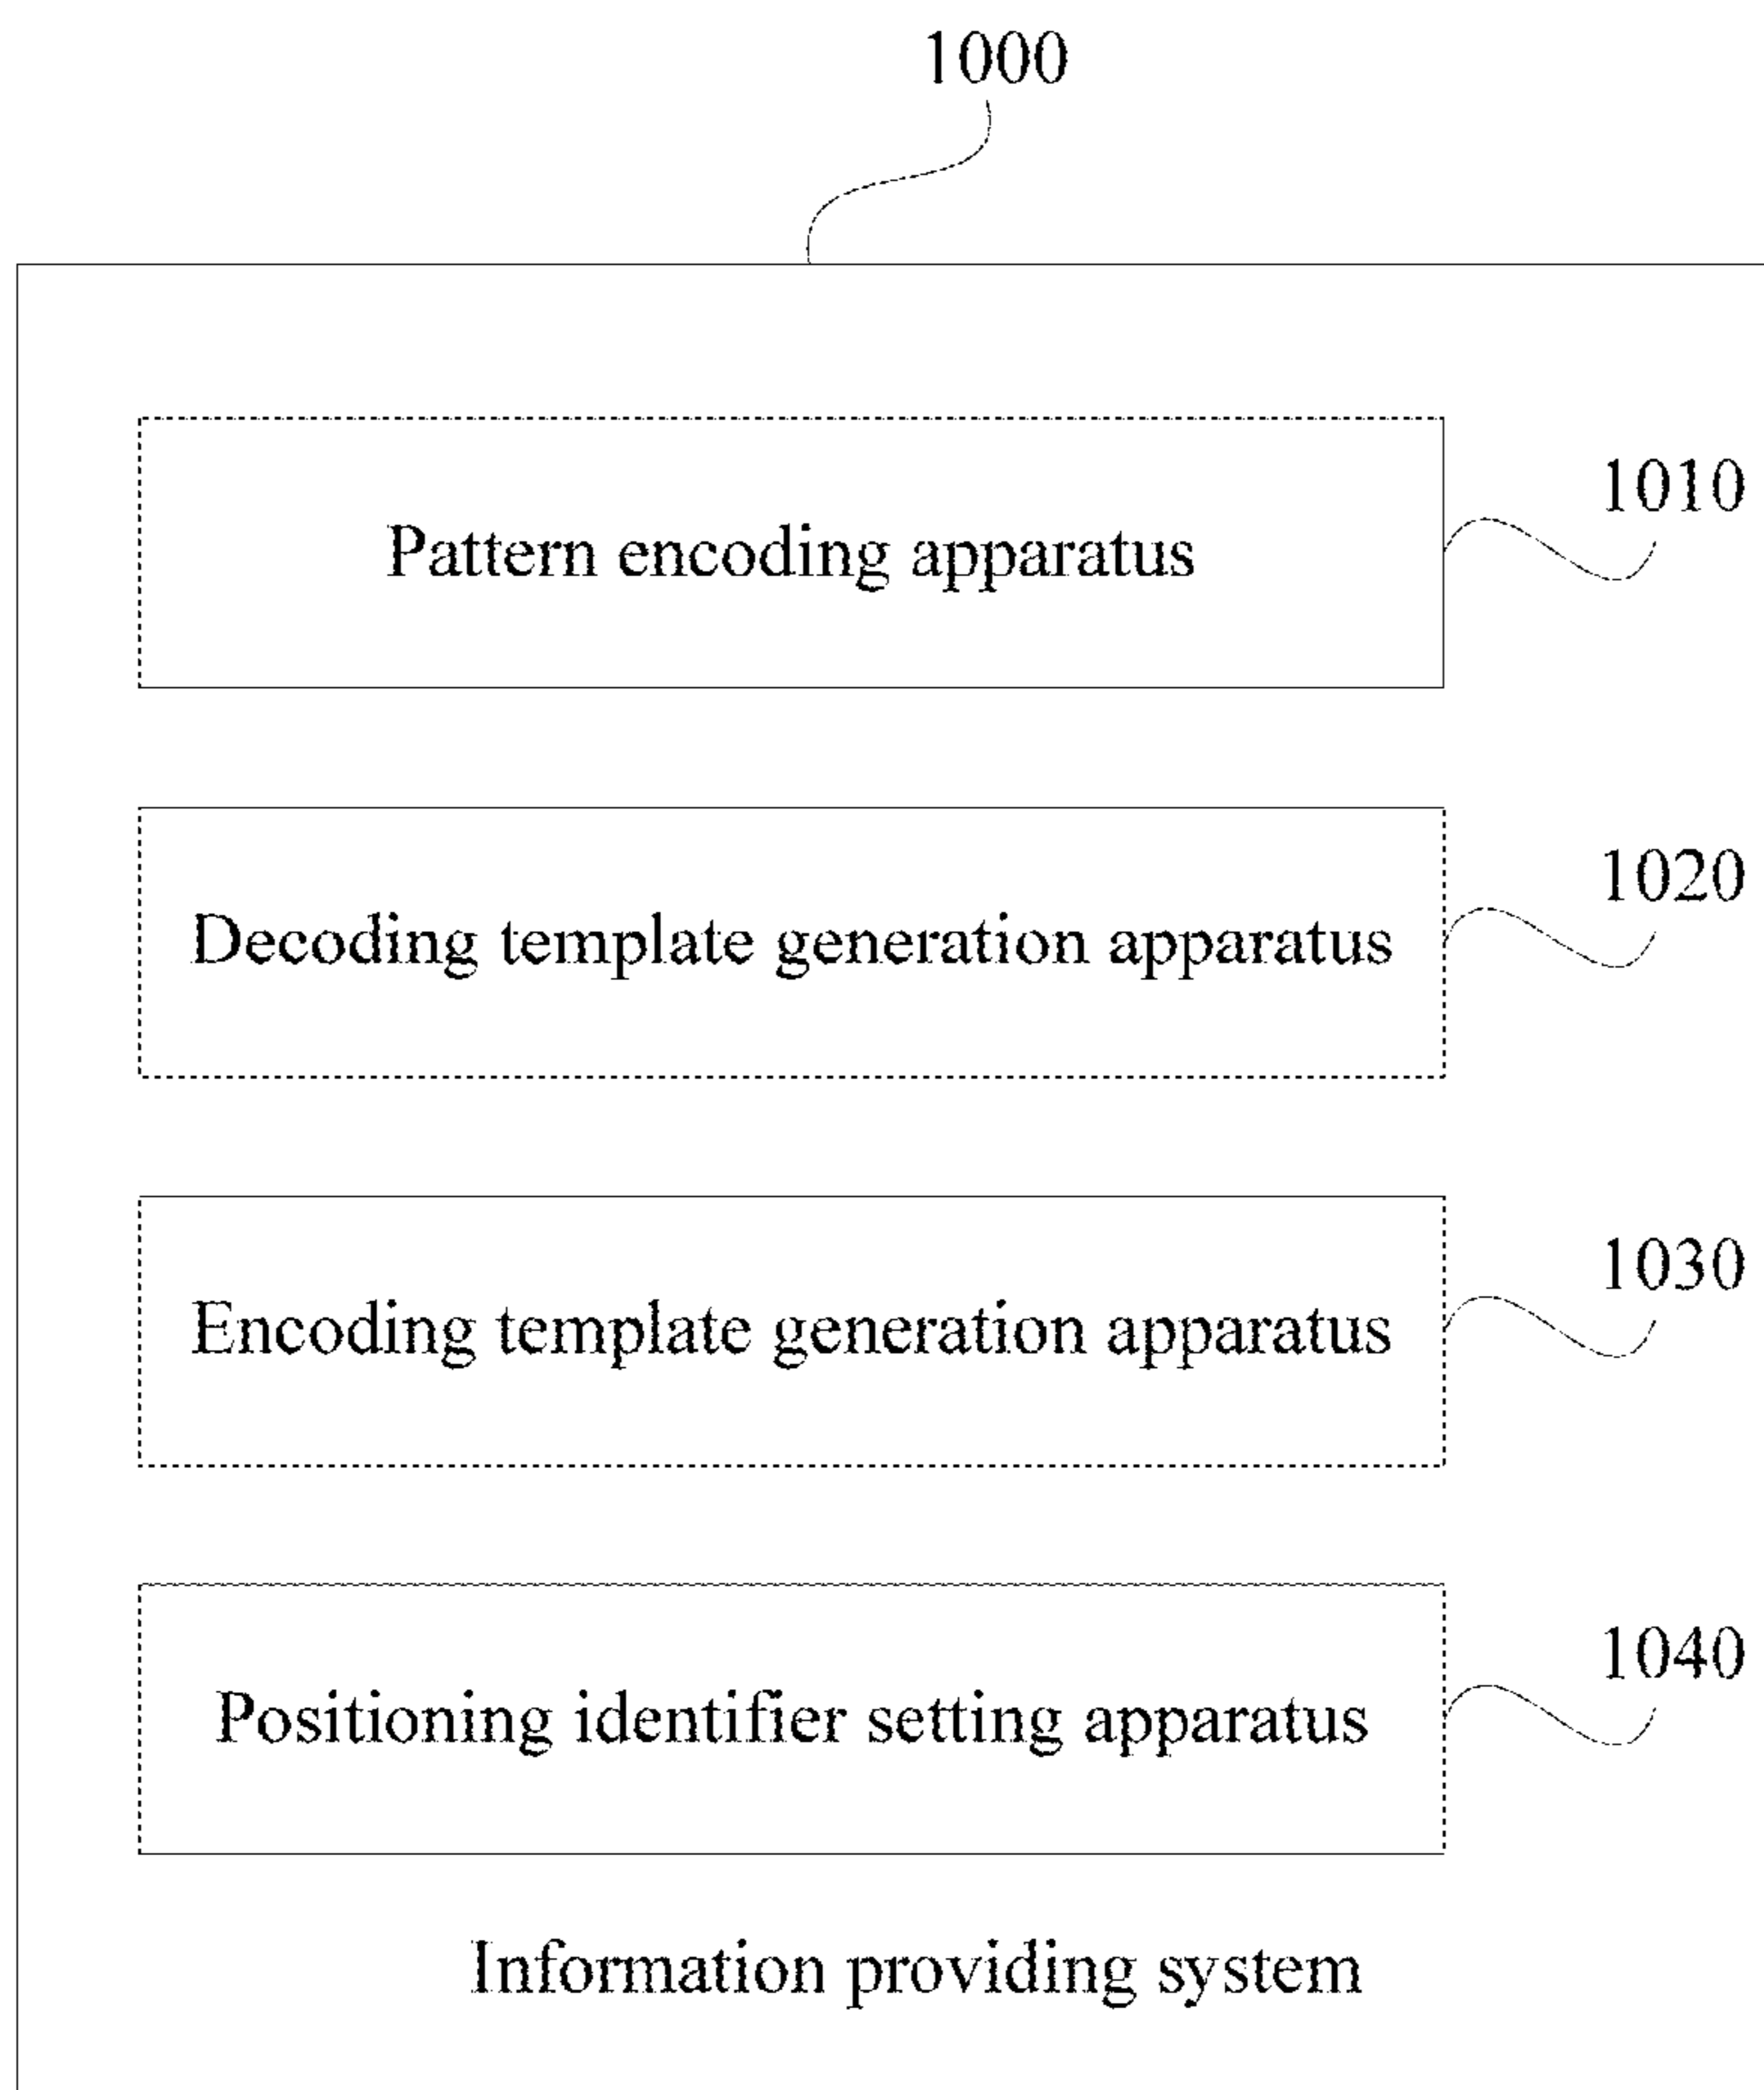 1000
1010
Pattern encoding apparatus
1020
Decoding template generation apparatus
1030
Encoding template generation apparatus
1040
Positioning identifier setting apparatus
Information providing system